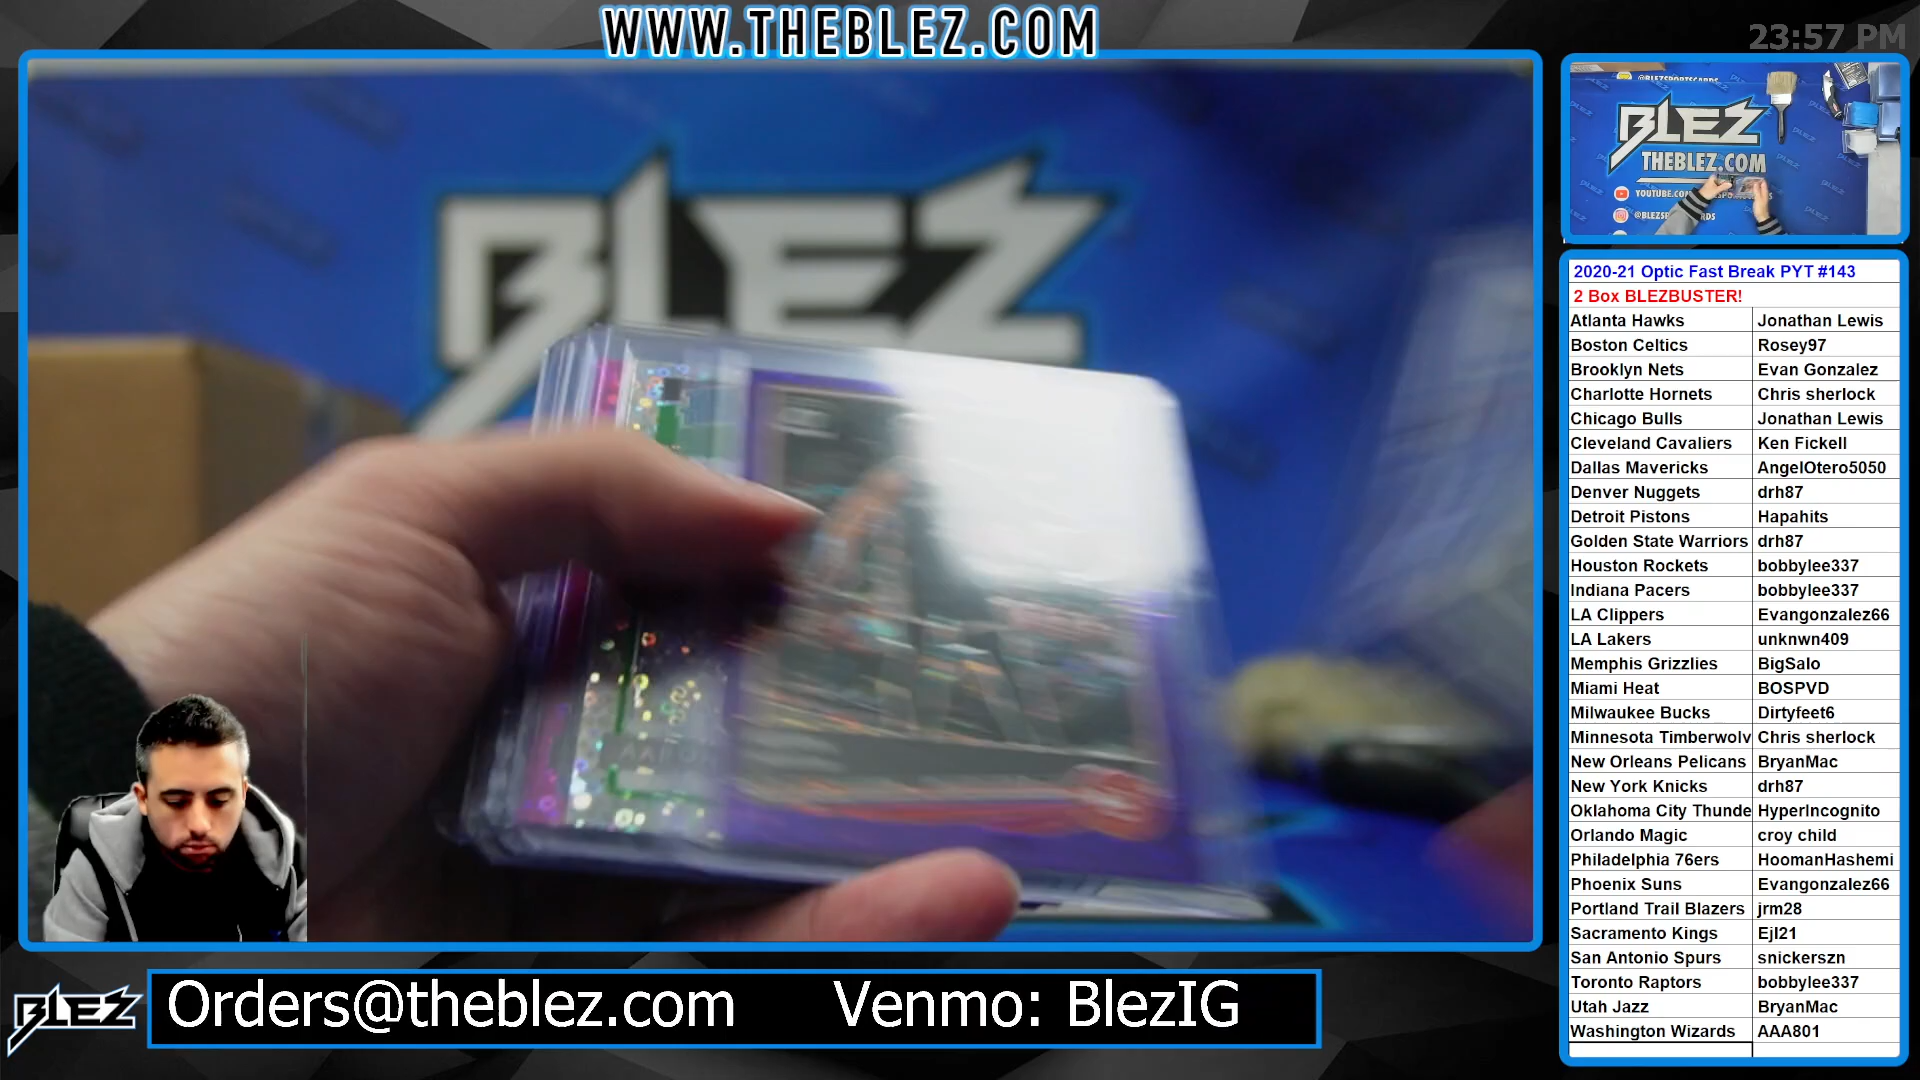 WWW.THEBLEZ.COM
23:57 PM
BLEZ
@BLEZSPORTSCARDS
BLEZ
THEBLEZ.COM
2020-21 Optic Fast Break PYT #143
2 Box BLEZBUSTER!
Atlanta Hawks Jonathan Lewis
Boston Celtics Rosey97
Brooklyn Nets Evan Gonzalez
Charlotte Hornets Chris sherlock
Chicago Bulls Jonathan Lewis
Cleveland Cavaliers Ken Fickell
Dallas Mavericks AngelOtero5050
Denver Nuggets drh87
Detroit Pistons Hapahits
Golden State Warriors drh87
Houston Rockets bobbylee337
Indiana Pacers bobbylee337
LA Clippers Evangonzalez66
LA Lakers unknwn409
Memphis Grizzlies BigSalo
Miami Heat BOSPVD
Milwaukee Bucks Dirtyfeet6
Minnesota Timberwolv Chris sherlock
New Orleans Pelicans BryanMac
New York Knicks drh87
Oklahoma City Thunde HyperIncognito
Orlando Magic croy child
Philadelphia 76ers HoomanHashemi
Phoenix Suns Evangonzalez66
Portland Trail Blazers jrm28
Sacramento Kings Ejl21
San Antonio Spurs snickerszn
Toronto Raptors bobbylee337
Utah Jazz BryanMac
Washington Wizards AAA801
BLEZ
Orders@theblez.com Venmo: BlezIG